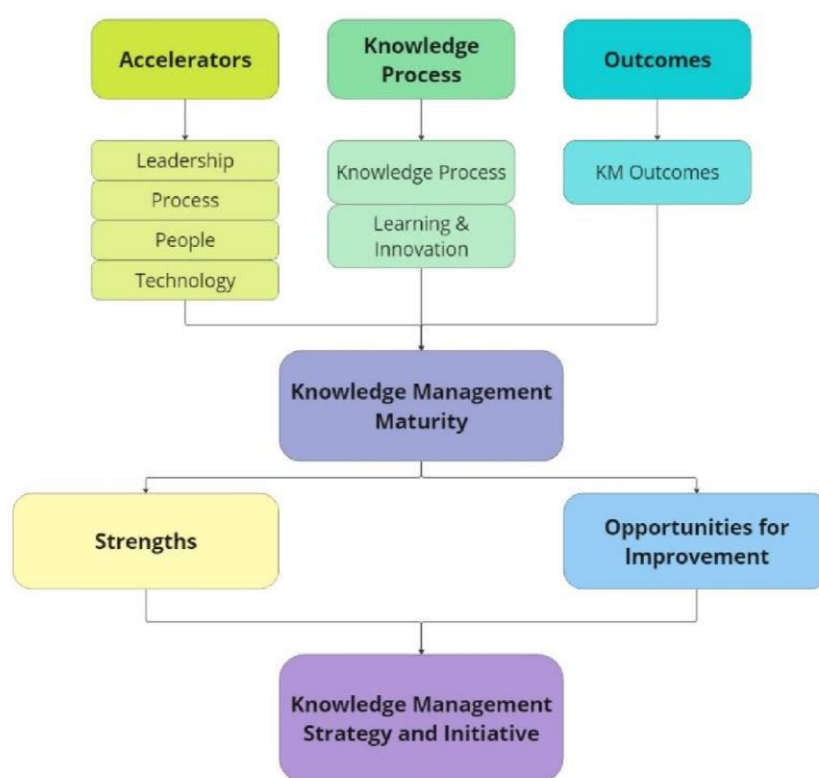 Accelerators
Knowledge
Process
Outcomes
Leadership
Process
People
Technology
Knowledge Process
Learning &
Innovation
KM Outcomes
Knowledge Management
Maturity
Strengths
Opportunities for
Improvement
Knowledge Management
Strategy and Initiative